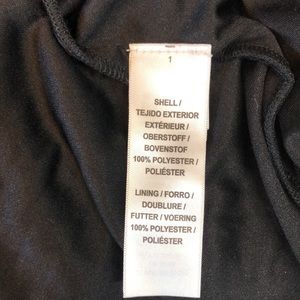 1
SHELL /
TEJIDO EXTERIOR
EXTÉRIEUR /
OBERSTOFF /
BOVENSTOF
100% POLYESTER /
POLIÉSTER
LINING / FORRO /
DOUBLURE /
FUTTER / VOERING
100% POLYESTER /
POLIÉSTER